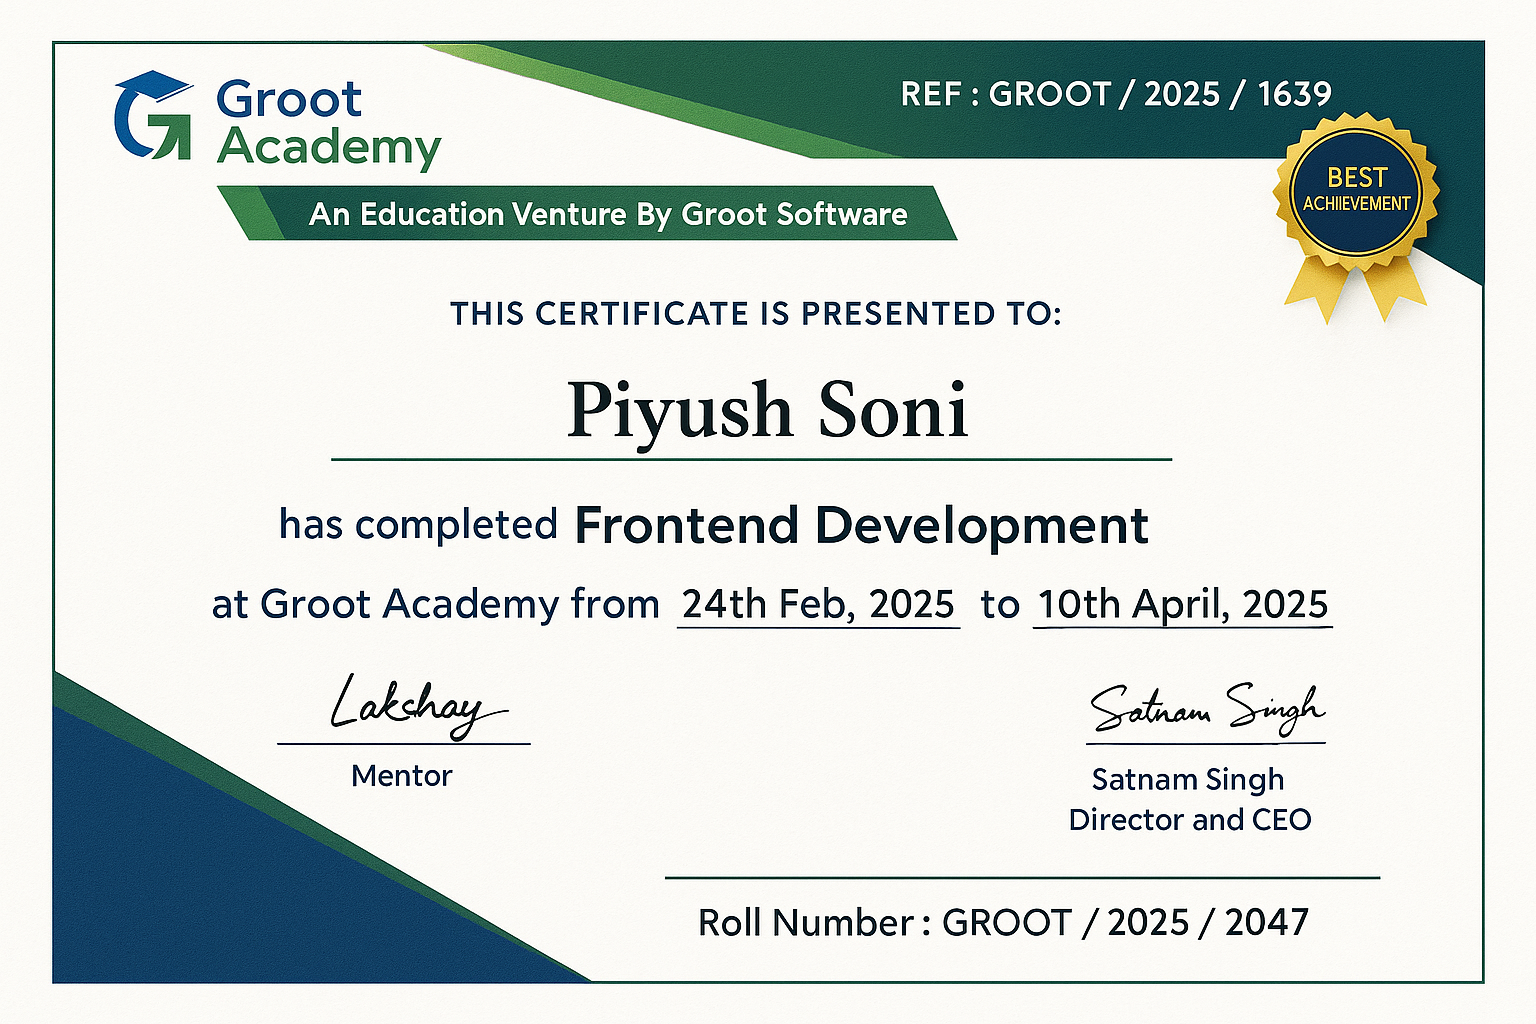 Groot
Academy
REF : GROOT / 2025 / 1639
BEST
ACHIIEVEMENT
An Education Venture By Groot Software
THIS CERTIFICATE IS PRESENTED TO:
Piyush Soni
has completed Frontend Development
at Groot Academy from 24th Feb, 2025 to 10th April, 2025
Lakshay
Mentor
Satnam Singh
Satnam Singh
Director and CEO
Roll Number : GROOT / 2025 / 2047